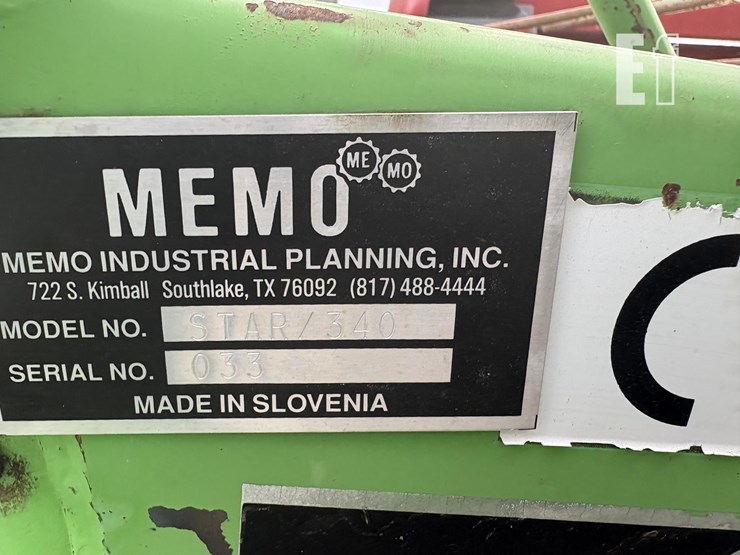 E1
MEMO
ME MO
MEMO INDUSTRIAL PLANNING, INC.
722 S. Kimball Southlake, TX 76092 (817) 488-4444
MODEL NO. STAR/340
SERIAL NO. 033
MADE IN SLOVENIA
C